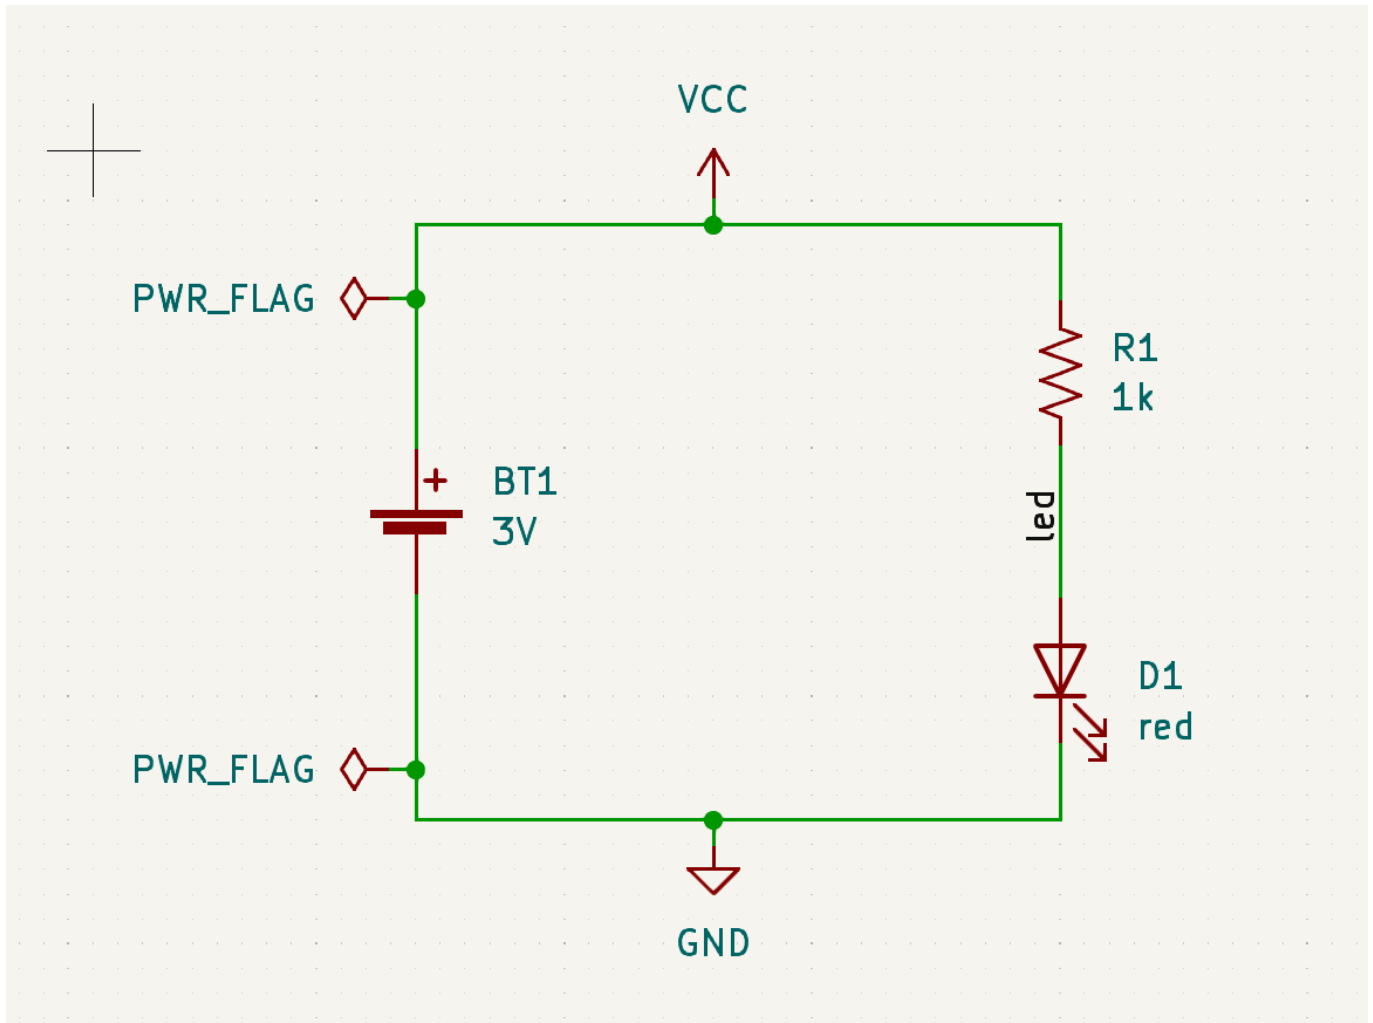 VCC
PWR_FLAG
R1
1k
+
BT1
3V
led
D1
red
PWR_FLAG
GND